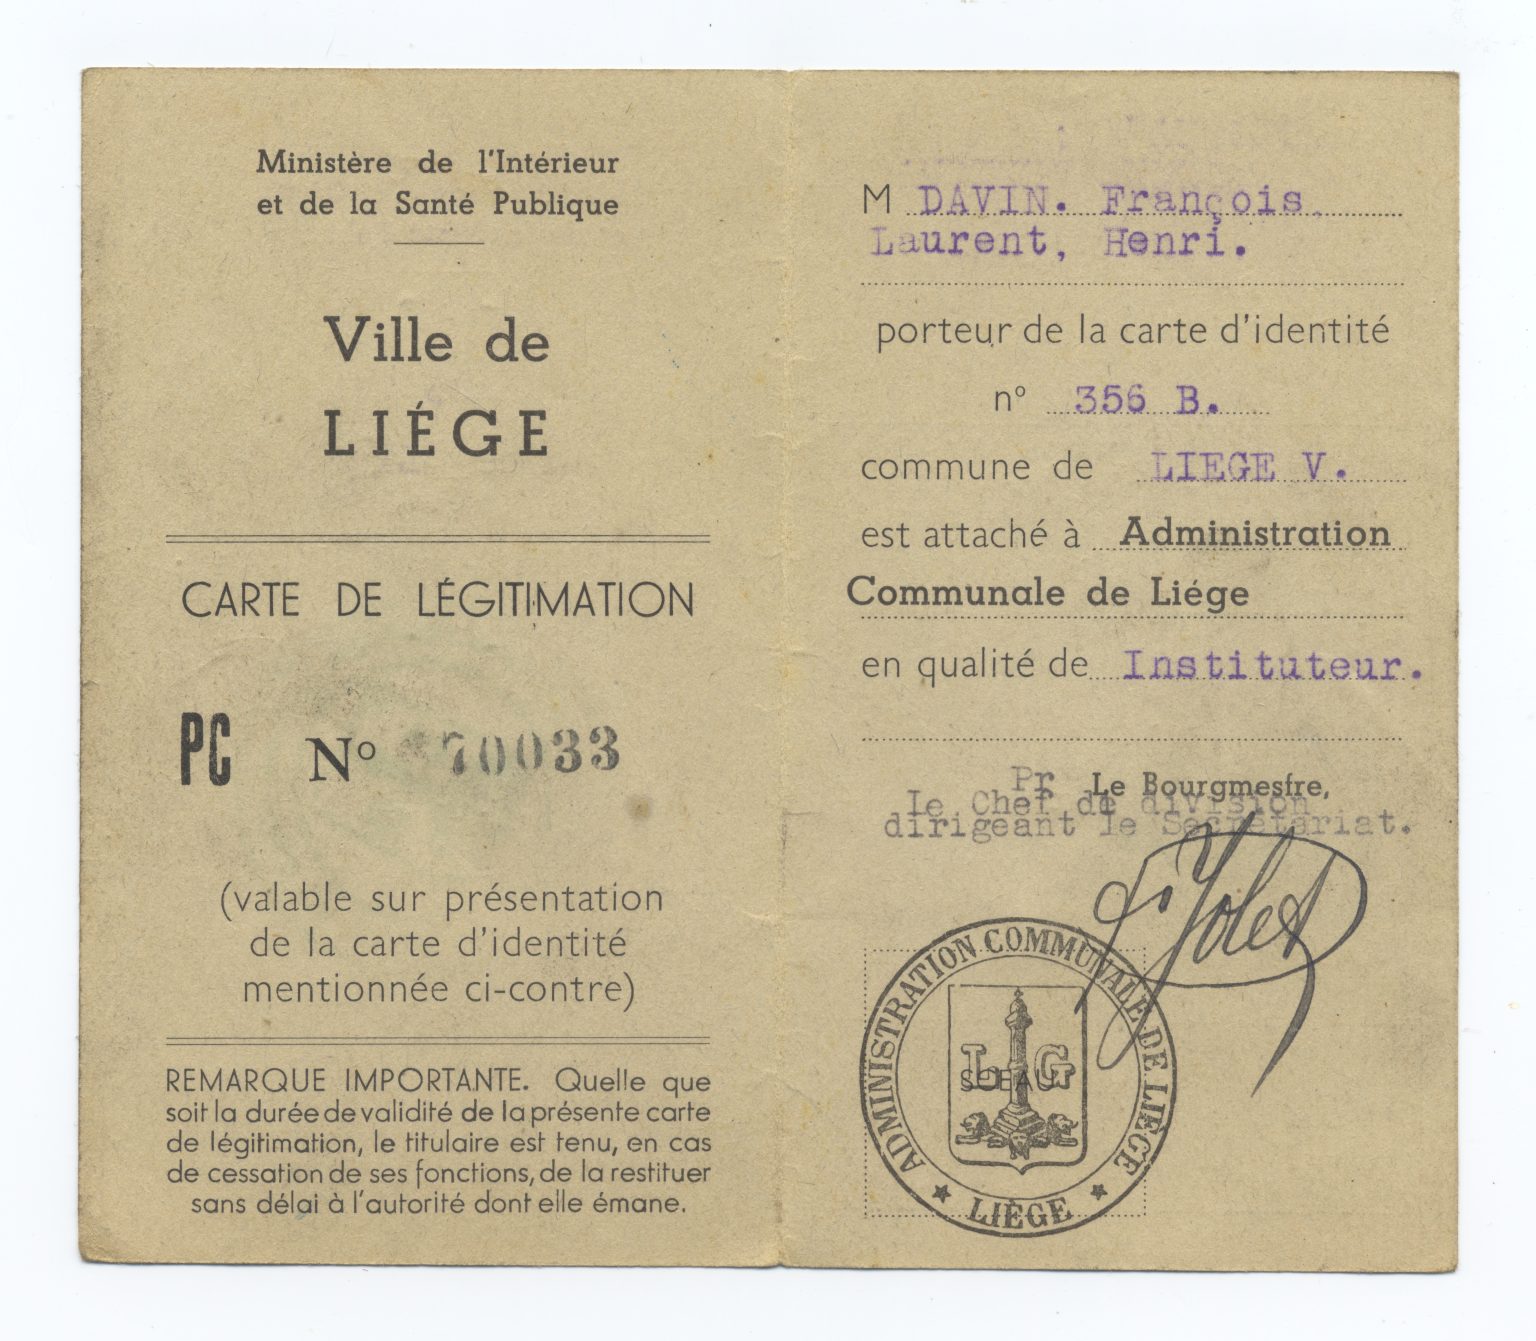 Ministère de l'Intérieur
et de la Santé Publique
Ville de
LIÉGE
CARTE DE LÉGITIMATION
PC No 70033
(valable sur présentation
de la carte d'identité
mentionnée ci-contre)
REMARQUE IMPORTANTE. Quelle que
soit la durée de validité de la présente carte
de légitimation, le titulaire est tenu, en cas
de cessation de ses fonctions, de la restituer
sans délai à l'autorité dont elle émane.
M DAVIN. François
Laurent, Henri.
porteur de la carte d'identité
no 356 B.
commune de LIEGE V.
est attaché à Administration
Communale de Liége
en qualité de Instituteur.
Pr Le Bourgmestre,
le Chef de division
dirigeant le Secrétariat.
ADMINISTRATION COMMUNALE DE LIÉGE
SCEAU
LG
★ LIÈGE ★